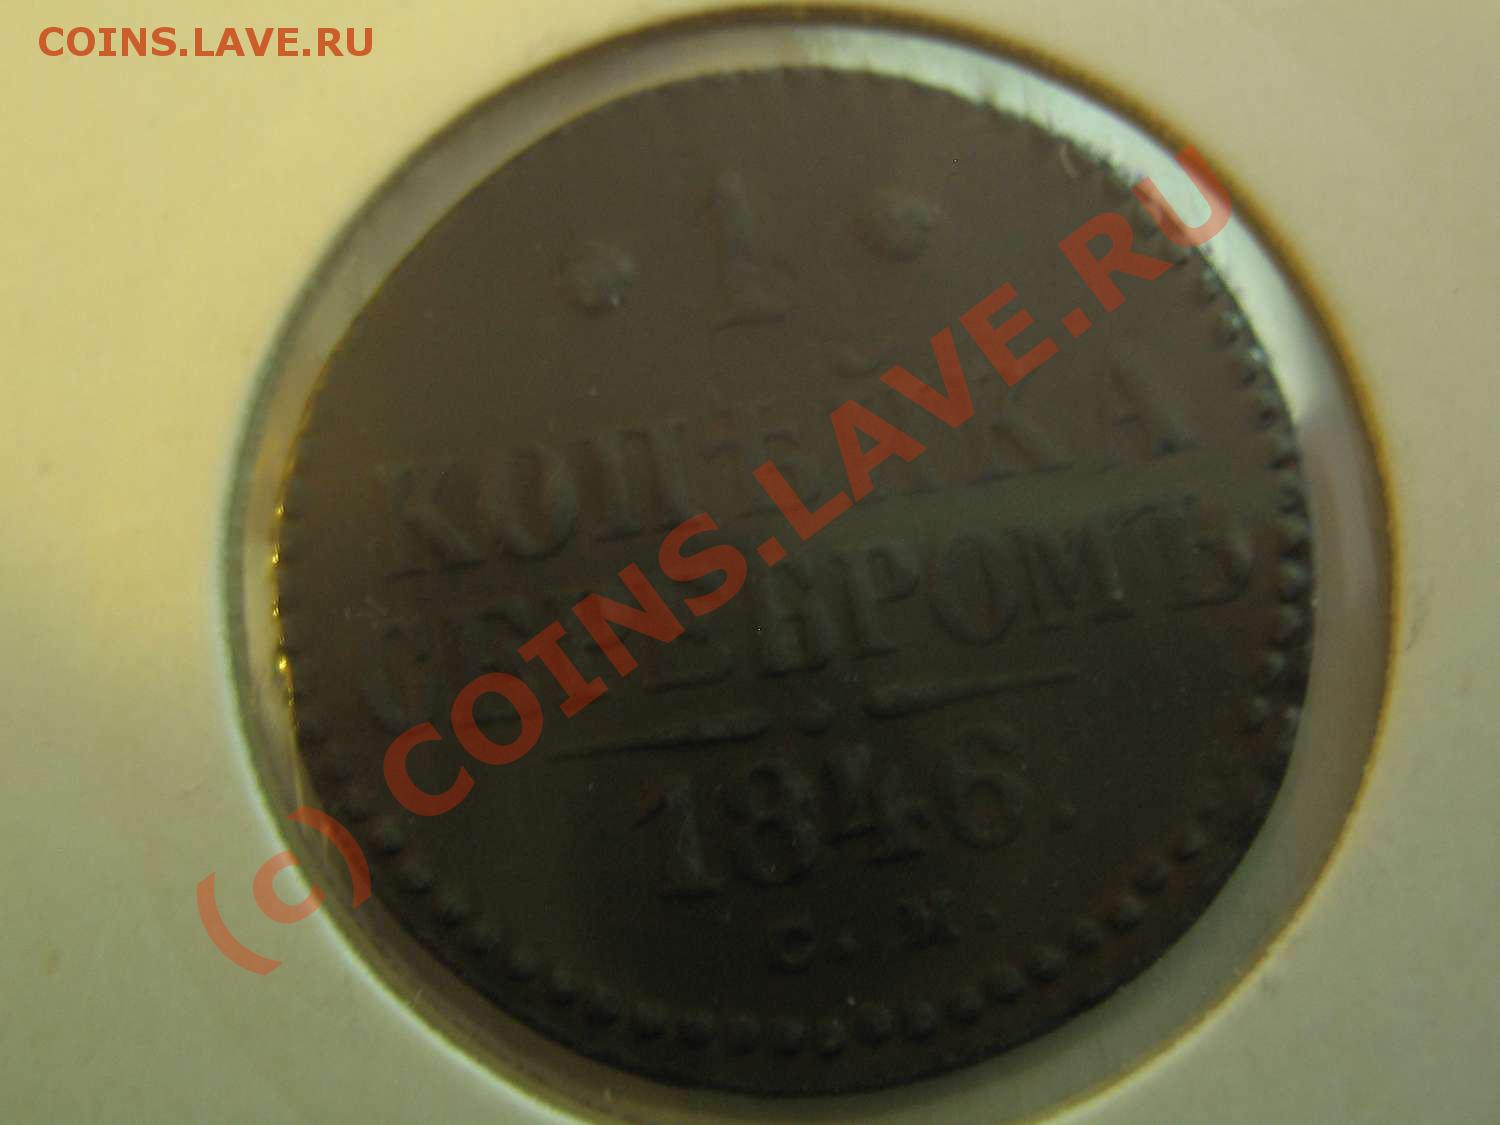 COINS.LAVE.RU
1
КОПѢЙКА
СЕРЕБРОМЪ
1846.
С. М.
(c) COINS.LAVE.RU